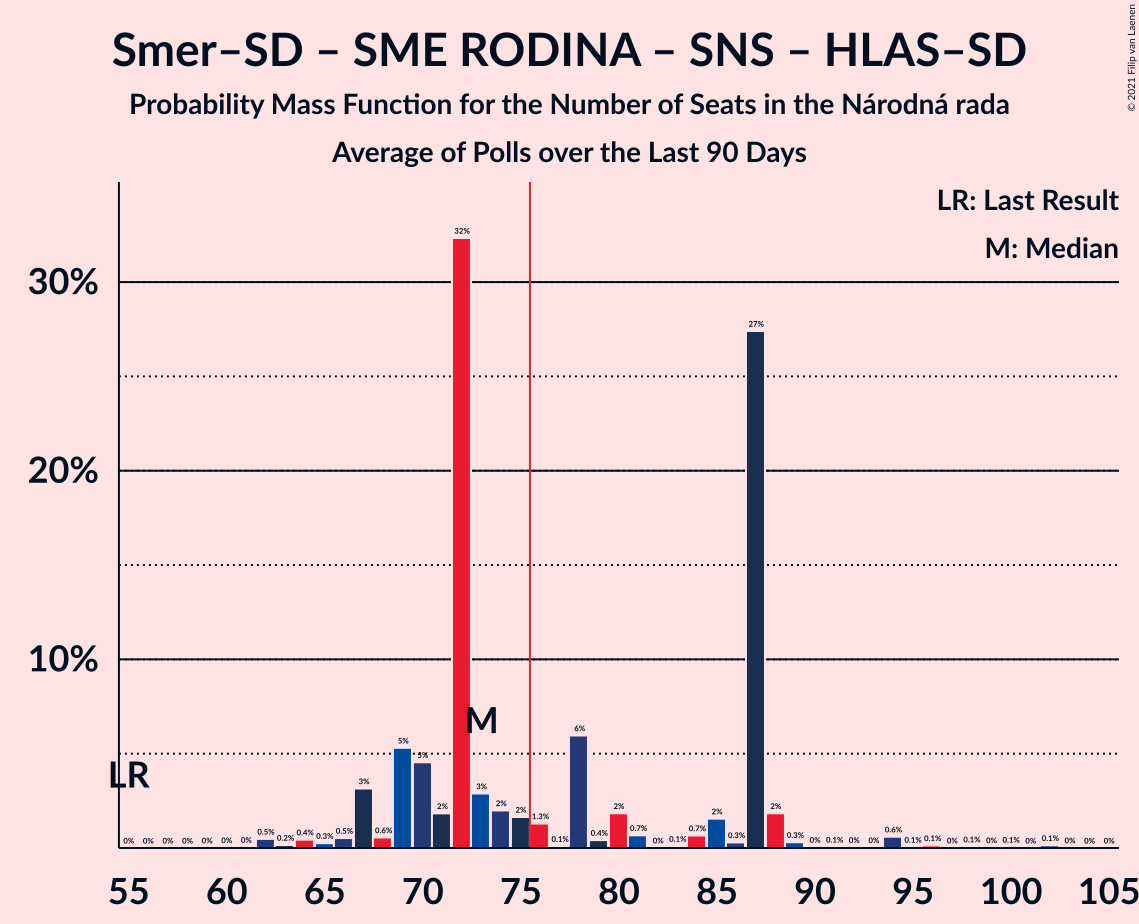 Smer–SD – SME RODINA – SNS – HLAS–SD
Probability Mass Function for the Number of Seats in the Národná rada
Average of Polls over the Last 90 Days
© 2021 Filip van Laenen
LR: Last Result
M: Median
30%
20%
10%
LR
M
0% 0% 0% 0% 0% 0% 0% 0.5% 0.2% 0.4% 0.3% 0.5% 3% 0.6% 5% 5% 2% 32% 3% 2% 2% 1.3% 0.1% 6% 0.4% 2% 0.7% 0% 0.1% 0.7% 2% 0.3% 27% 2% 0.3% 0% 0.1% 0% 0% 0.6% 0.1% 0.1% 0% 0.1% 0% 0.1% 0% 0.1% 0% 0% 0%
55 60 65 70 75 80 85 90 95 100 105